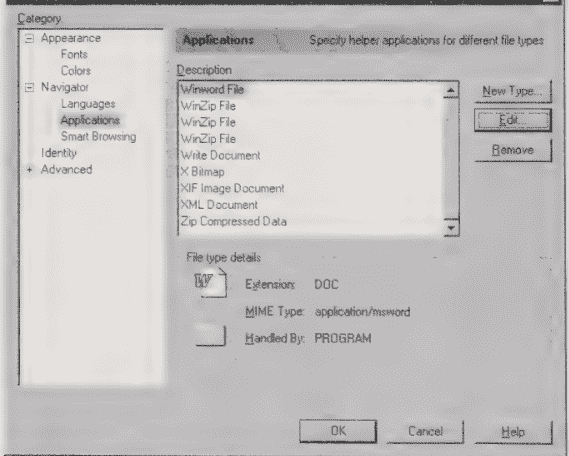 Category
Appearance
Fonts
Colors
Navigator
Languages
Applications
Smart Browsing
Identity
Advanced
Applications Specify helper applications for different file types
Description
Winword File
WinZip File
WinZip File
WinZip File
Write Document
X Bitmap
XIF Image Document
XML Document
Zip Compressed Data
New Type...
Edit...
Remove
File type details
W
Extension: DOC
MIME Type: application/msword
Handled By: PROGRAM
OK Cancel Help